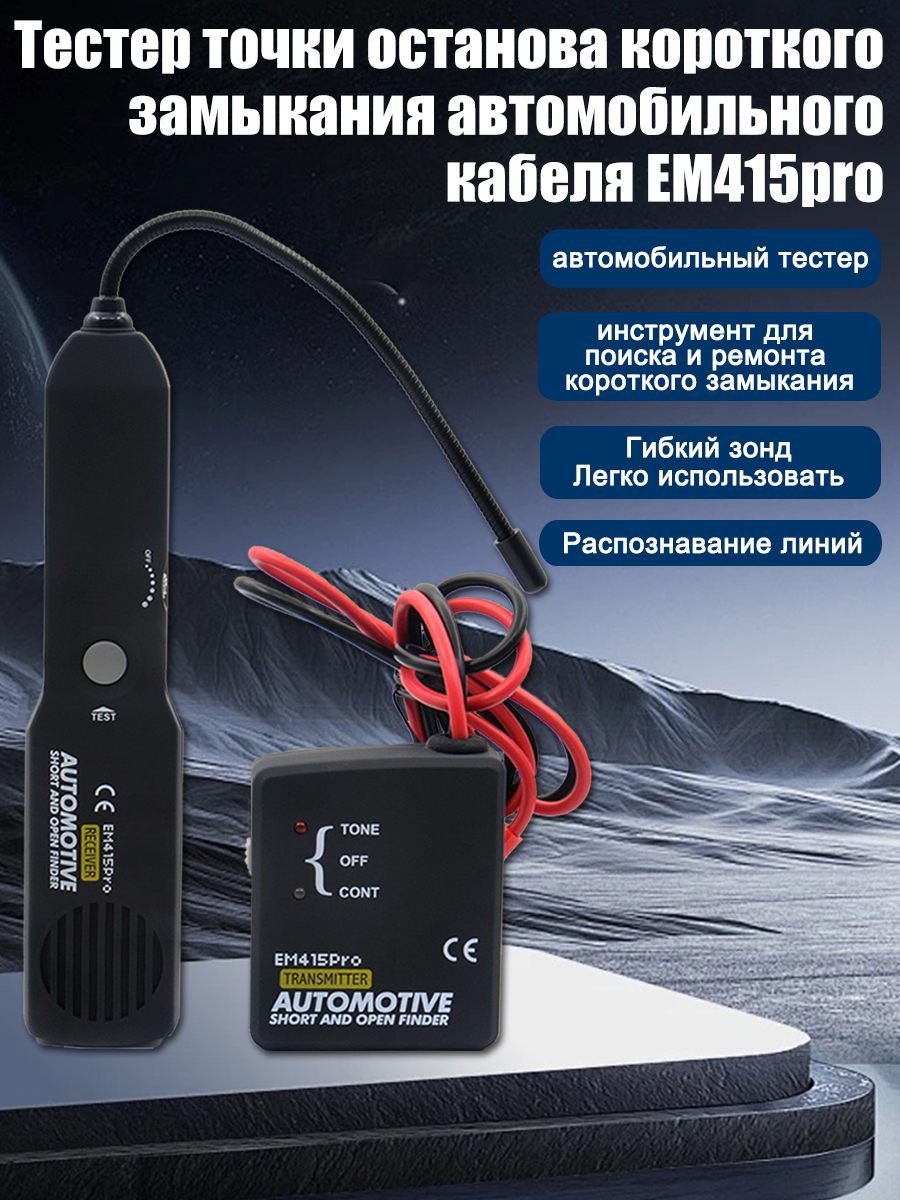 Тестер точки останова короткого
замыкания автомобильного
кабеля EM415pro
автомобильный тестер
инструмент для
поиска и ремонта
короткого замыкания
Гибкий зонд
Легко использовать
Распознавание линий
OFF
TEST
CE
EM415Pro
RECEIVER
AUTOMOTIVE
SHORT AND OPEN FINDER
TONE
OFF
CONT
CE
EM415Pro
TRANSMITTER
AUTOMOTIVE
SHORT AND OPEN FINDER